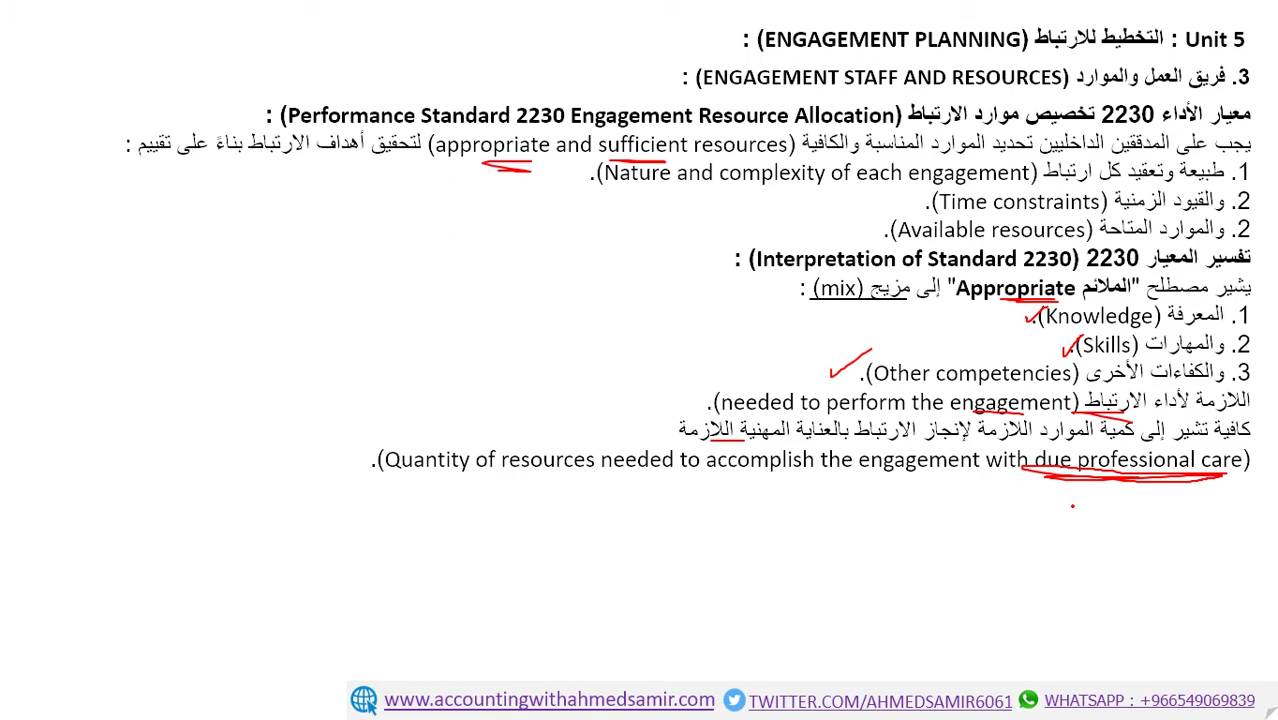 Unit 5 : التخطيط للارتباط (ENGAGEMENT PLANNING) :
3. فريق العمل والموارد (ENGAGEMENT STAFF AND RESOURCES) :
معيار الأداء 2230 تخصيص موارد الارتباط (Performance Standard 2230 Engagement Resource Allocation) :
يجب على المدققين الداخليين تحديد الموارد المناسبة والكافية (appropriate and sufficient resources) لتحقيق أهداف الارتباط بناءً على تقييم :
1. طبيعة وتعقيد كل ارتباط (Nature and complexity of each engagement).
2. والقيود الزمنية (Time constraints).
2. والموارد المتاحة (Available resources).
تفسير المعيار 2230 (Interpretation of Standard 2230) :
يشير مصطلح "الملائم Appropriate" إلى مزيج (mix) :
1. المعرفة (Knowledge).
2. والمهارات (Skills).
3. والكفاءات الأخرى (Other competencies).
اللازمة لأداء الارتباط (needed to perform the engagement).
كافية تشير إلى كمية الموارد اللازمة لإنجاز الارتباط بالعناية المهنية اللازمة
(Quantity of resources needed to accomplish the engagement with due professional care).
www.accountingwithahmedsamir.com TWITTER.COM/AHMEDSAMIR6061 WHATSAPP : +966549069839